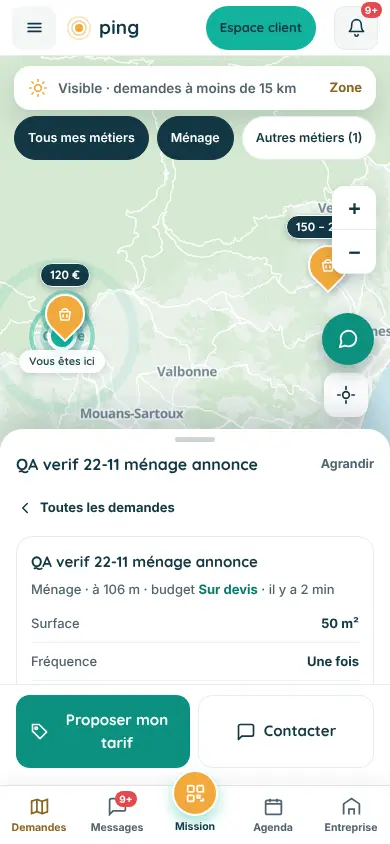 ping
Espace client
9+
Visible · demandes à moins de 15 km
Zone
Tous mes métiers
Ménage
Autres métiers (1)
+
150 –
−
120 €
Vous êtes ici
Valbonne
Mouans-Sartoux
QA verif 22-11 ménage annonce
Agrandir
Toutes les demandes
QA verif 22-11 ménage annonce
Ménage · à 106 m · budget Sur devis · il y a 2 min
Surface
50 m²
Fréquence
Une fois
Proposer mon
tarif
Contacter
9+
Demandes
Messages
Mission
Agenda
Entreprise